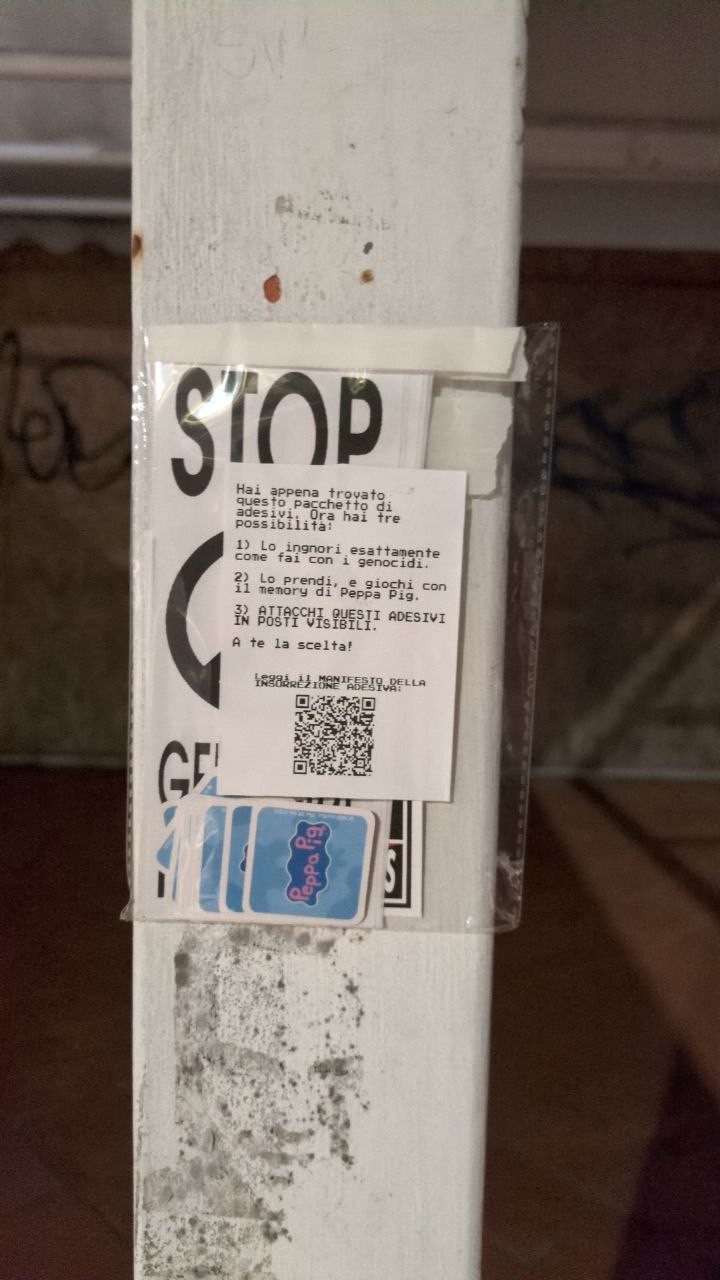 STOP
Hai appena trovato
questo pacchetto di
adesivi. Ora hai tre
possibilità:
1) Lo ingnori esattamente
come fai con i genocidi.
2) Lo prendi, e giochi con
il memory di Peppa Pig.
3) ATTACCHI QUESTI ADESIVI
IN POSTI VISIBILI.
A te la scelta!
Leggi il MANIFESTO DELLA
INSORREZIONE ADESIVA:
Peppa Pig